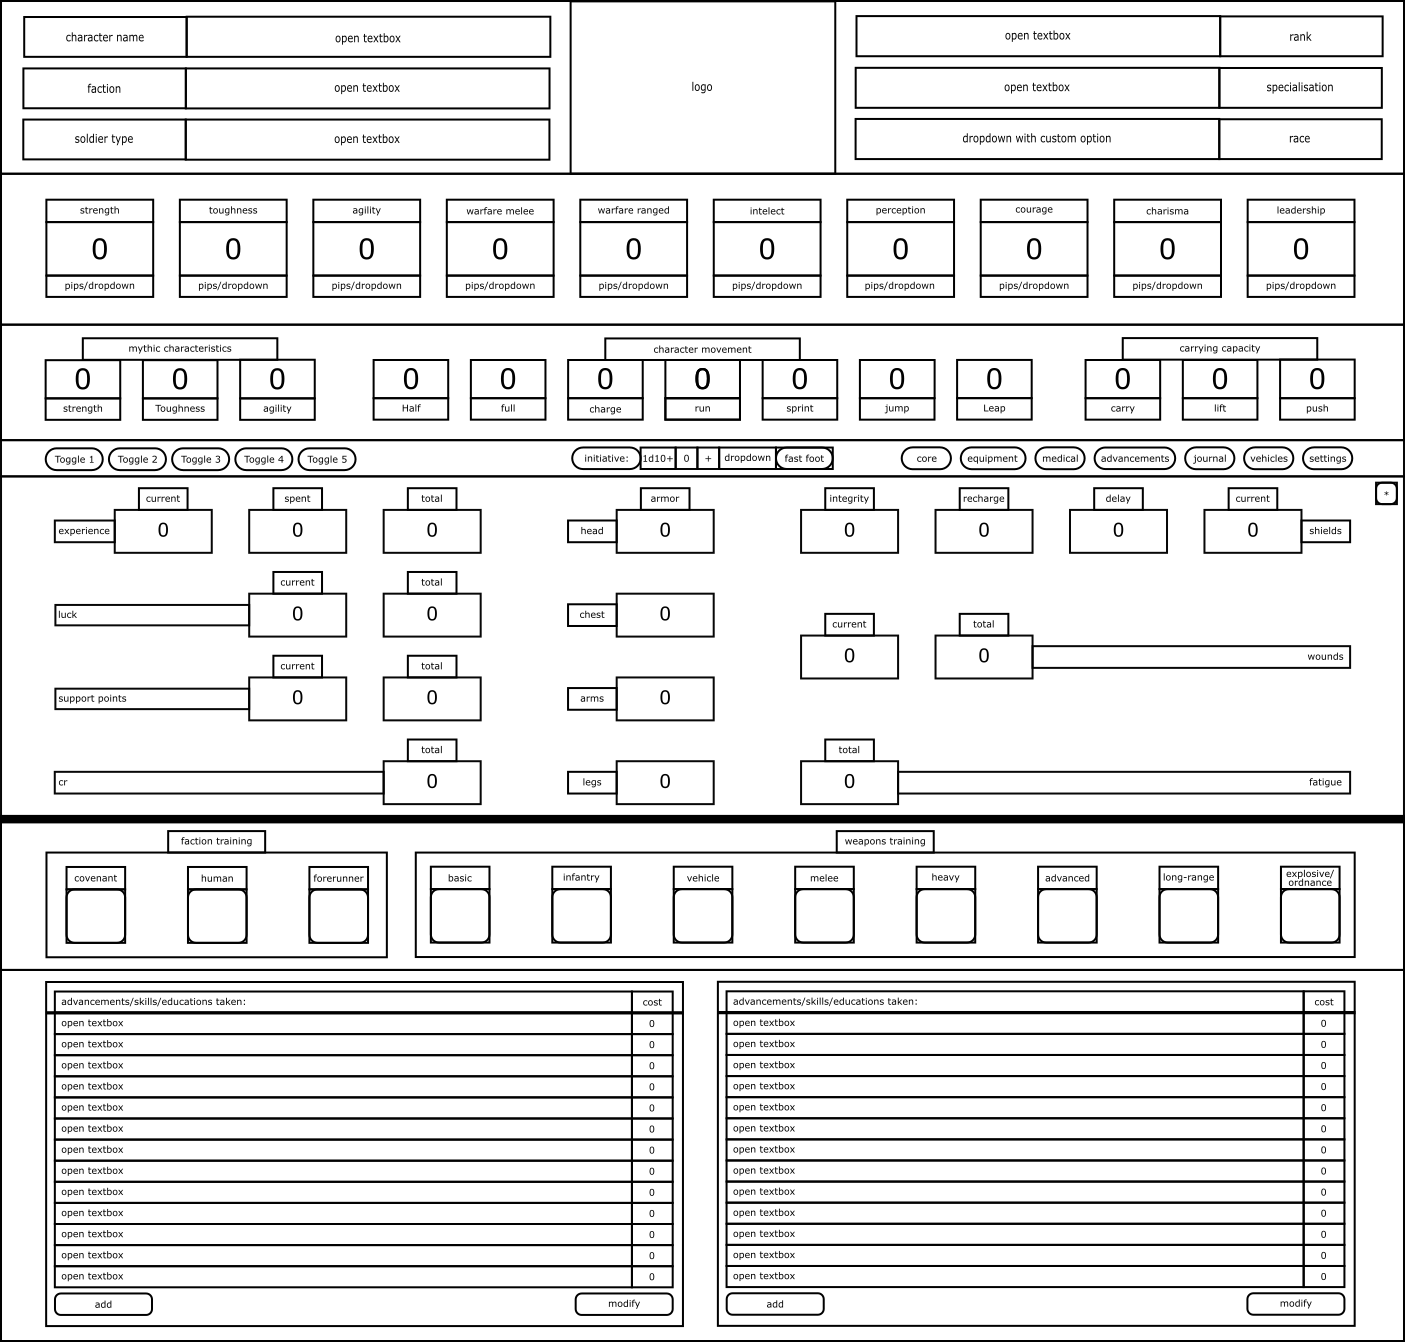 character name open textbox
faction open textbox
soldier type open textbox
logo
open textbox rank
open textbox specialisation
dropdown with custom option race
strength toughness agility warfare melee warfare ranged intelect perception courage charisma leadership
0 0 0 0 0 0 0 0 0 0
pips/dropdown pips/dropdown pips/dropdown pips/dropdown pips/dropdown pips/dropdown pips/dropdown pips/dropdown pips/dropdown pips/dropdown
mythic characteristics character movement carrying capacity
0 0 0 0 0 0 0 0 0 0 0 0 0
strength Toughness agility Half full charge run sprint jump Leap carry lift push
Toggle 1 Toggle 2 Toggle 3 Toggle 4 Toggle 5 initiative: 1d10+ 0 + dropdown fast foot core equipment medical advancements journal vehicles settings
current spent total armor integrity recharge delay current *
experience 0 0 0 head 0 0 0 0 0 shields
current total
luck 0 0 chest 0
current total
0 0 wounds
current total
support points 0 0 arms 0
total total
cr 0 legs 0 0 fatigue
faction training weapons training
covenant human forerunner basic infantry vehicle melee heavy advanced long-range explosive/
ordnance
advancements/skills/educations taken: cost advancements/skills/educations taken: cost
open textbox 0 open textbox 0
open textbox 0 open textbox 0
open textbox 0 open textbox 0
open textbox 0 open textbox 0
open textbox 0 open textbox 0
open textbox 0 open textbox 0
open textbox 0 open textbox 0
open textbox 0 open textbox 0
open textbox 0 open textbox 0
open textbox 0 open textbox 0
open textbox 0 open textbox 0
open textbox 0 open textbox 0
open textbox 0 open textbox 0
add modify add modify